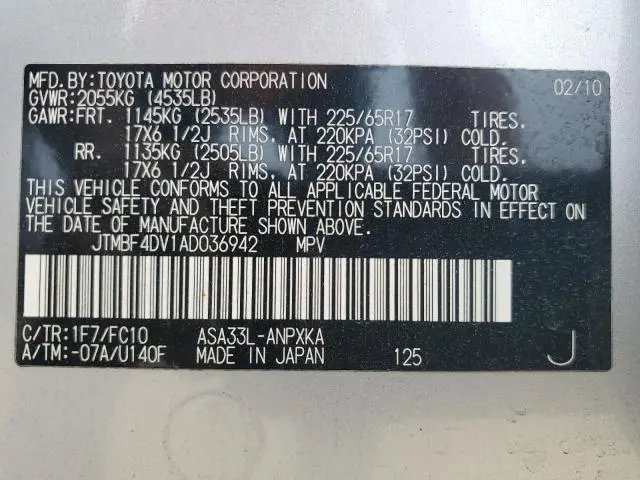 MFD.BY:TOYOTA MOTOR CORPORATION 02/10
GVWR:2055KG (4535LB)
GAWR:FRT. 1145KG (2535LB) WITH 225/65R17 TIRES,
17X6 1/2J RIMS, AT 220KPA (32PSI) COLD.
RR. 1135KG (2505LB) WITH 225/65R17 TIRES,
17X6 1/2J RIMS, AT 220KPA (32PSI) COLD.
THIS VEHICLE CONFORMS TO ALL APPLICABLE FEDERAL MOTOR
VEHICLE SAFETY AND THEFT PREVENTION STANDARDS IN EFFECT ON
THE DATE OF MANUFACTURE SHOWN ABOVE.
JTMBF4DV1AD036942 MPV
C/TR:1F7/FC10 ASA33L-ANPXKA
A/TM:-07A/U140F MADE IN JAPAN 125 J